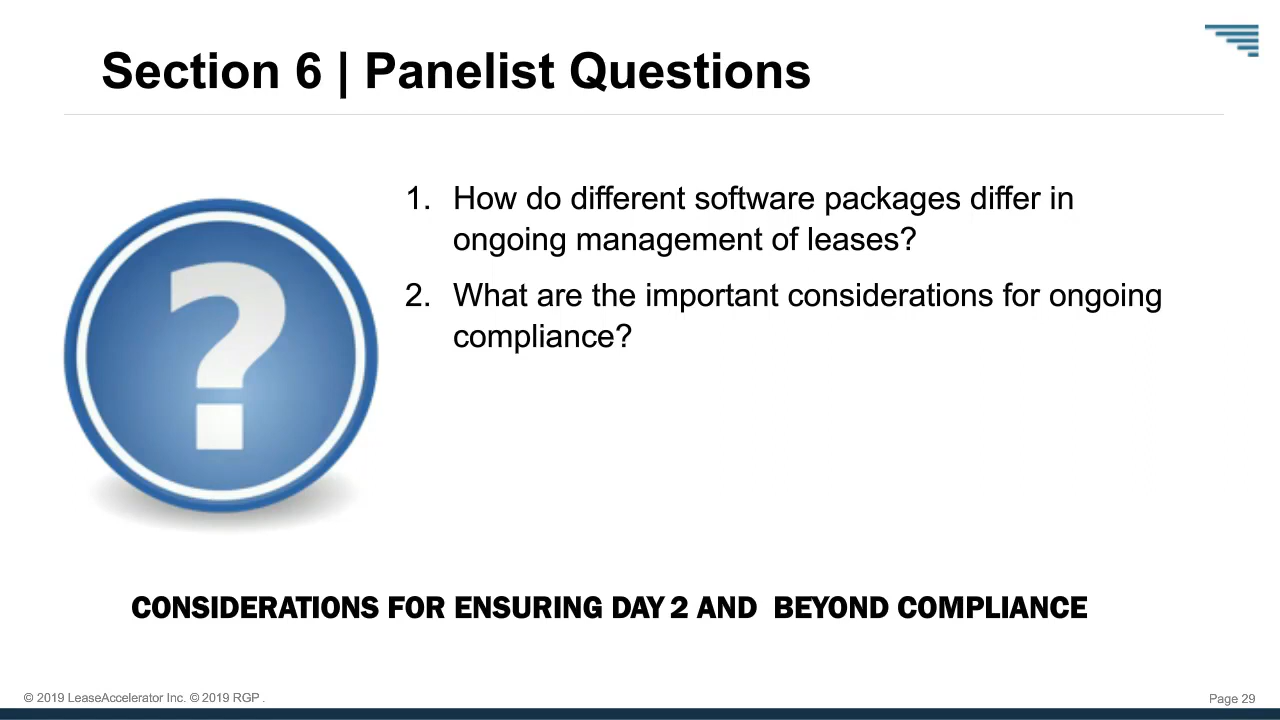 Section 6 | Panelist Questions
1. How do different software packages differ in
ongoing management of leases?
2. What are the important considerations for ongoing
compliance?
?
CONSIDERATIONS FOR ENSURING DAY 2 AND  BEYOND COMPLIANCE
© 2019 LeaseAccelerator Inc. © 2019 RGP .
Page 29